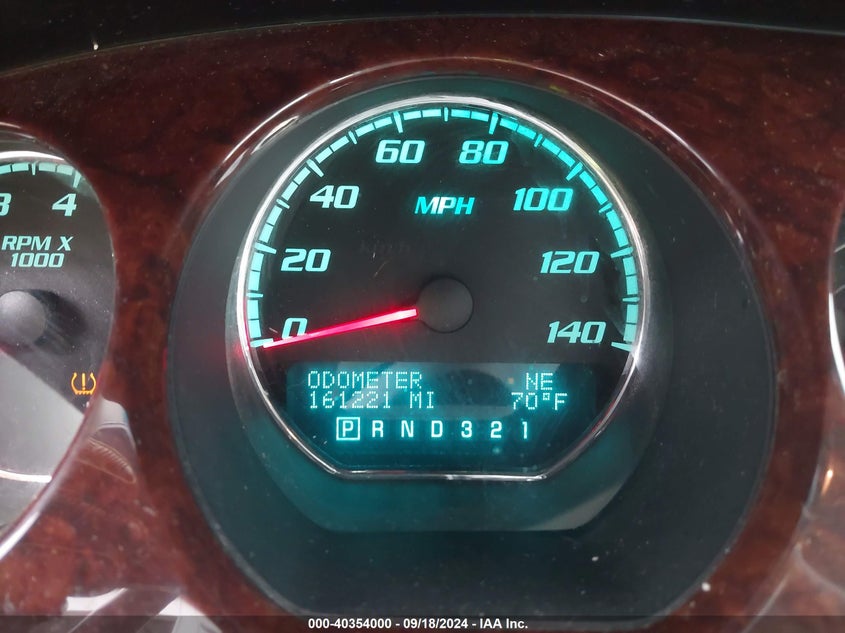 60 80
40 MPH 100
km/h
3 4
RPM X
1000
20 120
0 140
ODOMETER NE
161221 MI 70°F
P R N D 3 2 1
000-40354000 - 09/18/2024 - IAA Inc.